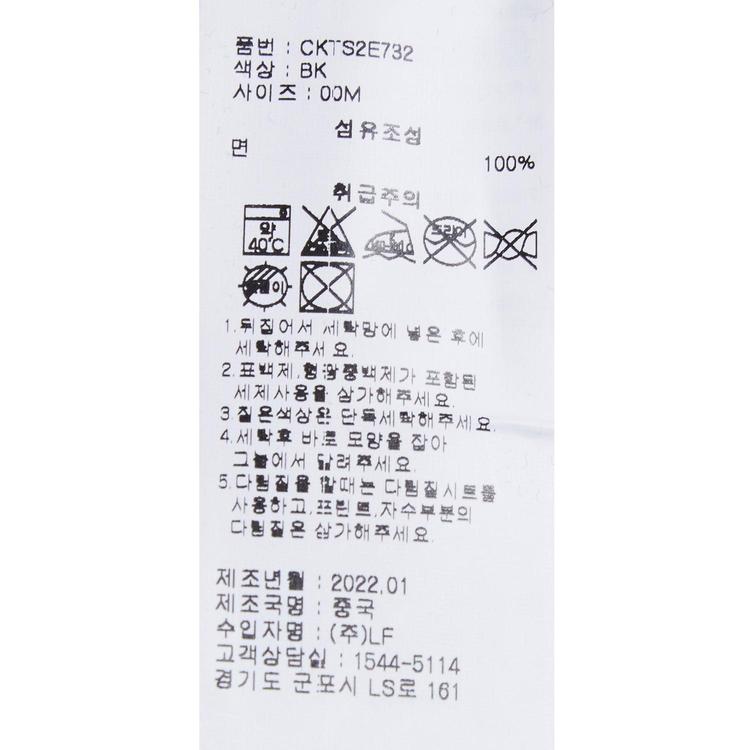 품번 : CKTS2E732
색상 : BK
사이즈 : 00M
섬유조성
면
100%
취급주의
약
40℃
드라이
1.뒤집어서 세탁망에 넣은 후에
세탁해주세요.
2.표백제,형광증백제가 포함된
세제사용을 삼가해주세요.
3.짙은색상은 단독세탁해주세요.
4.세탁후 바로 모양을 잡아
그늘에서 말려주세요.
5.다림질을 할때는 다림질시트를
사용하고,프린트,자수부분의
다림질은 삼가해주세요.
제조년월 : 2022.01
제조국명 : 중국
수입자명 : (주)LF
고객상담실 : 1544-5114
경기도 군포시 LS로 161